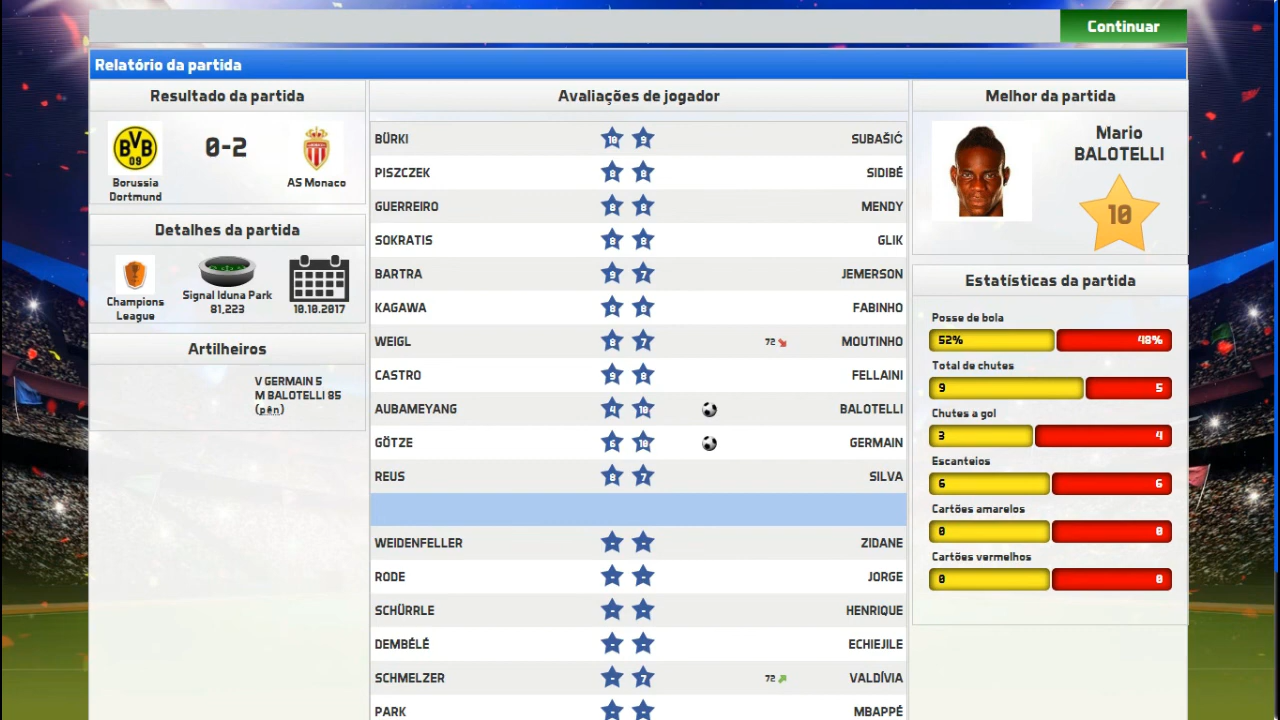 Continuar
Relatório da partida
Resultado da partida
BVB
09
0-2
Borussia
Dortmund
AS Monaco
Detalhes da partida
Champions
League
Signal Iduna Park
81,223
10.10.2017
Artilheiros
V GERMAIN 5
M BALOTELLI 85
(pên)
Avaliações de jogador
BÜRKI 10 9 SUBAŠIĆ
PISZCZEK 8 8 SIDIBÉ
GUERREIRO 8 8 MENDY
SOKRATIS 8 8 GLIK
BARTRA 9 7 JEMERSON
KAGAWA 8 8 FABINHO
WEIGL 8 7 72 MOUTINHO
CASTRO 9 8 FELLAINI
AUBAMEYANG 4 10 BALOTELLI
GÖTZE 6 10 GERMAIN
REUS 8 7 SILVA
WEIDENFELLER - - ZIDANE
RODE - - JORGE
SCHÜRRLE - - HENRIQUE
DEMBÉLÉ - - ECHIEJILE
SCHMELZER - 7 72 VALDÍVIA
PARK - - MBAPPÉ
Melhor da partida
Mario
BALOTELLI
10
Estatísticas da partida
Posse de bola
52% 48%
Total de chutes
9 5
Chutes a gol
3 4
Escanteios
6 6
Cartões amarelos
0 0
Cartões vermelhos
0 0